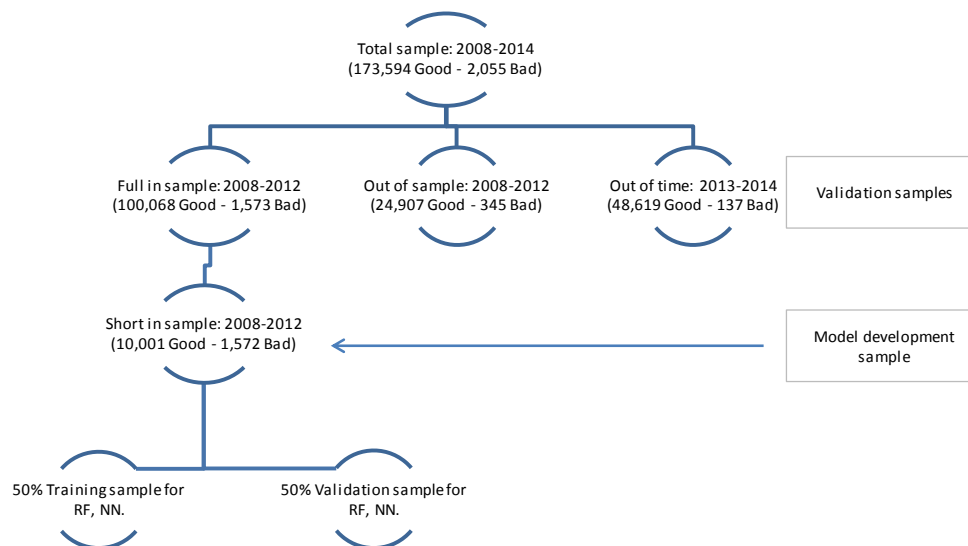 Total sample: 2008-2014
(173,594 Good - 2,055 Bad)
Full in sample: 2008-2012
(100,068 Good - 1,573 Bad)
Out of sample: 2008-2012
(24,907 Good - 345 Bad)
Out of time: 2013-2014
(48,619 Good - 137 Bad)
Validation samples
Short in sample: 2008-2012
(10,001 Good - 1,572 Bad)
Model development
sample
50% Training sample for
RF, NN.
50% Validation sample for
RF, NN.